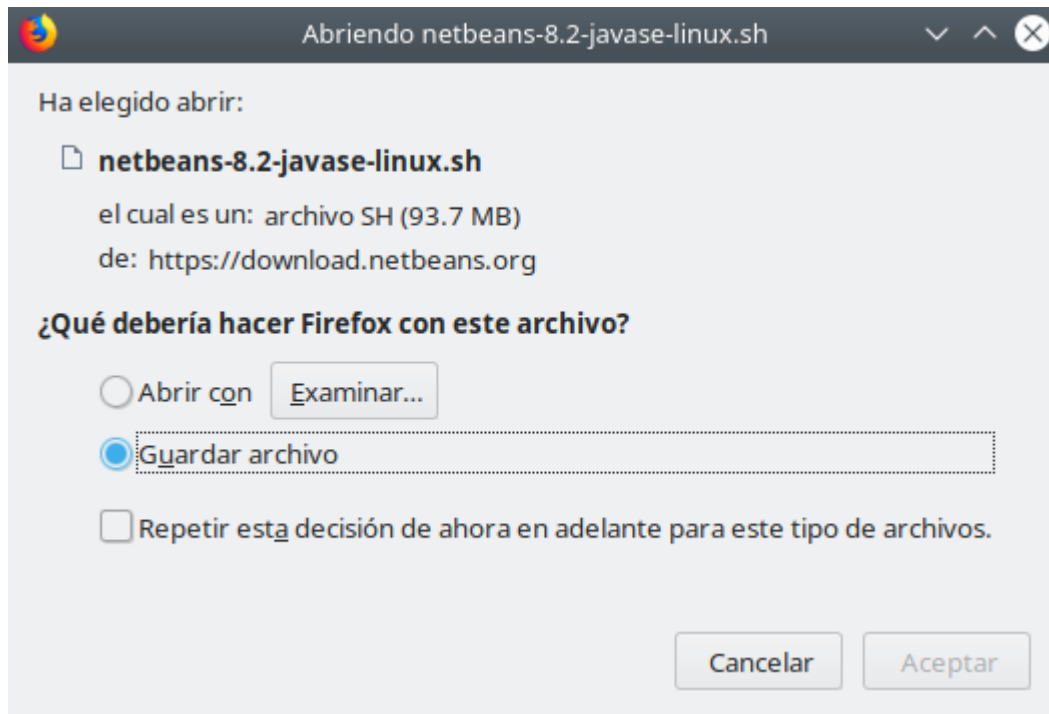 Abriendo netbeans-8.2-javase-linux.sh
Ha elegido abrir:
netbeans-8.2-javase-linux.sh
el cual es un: archivo SH (93.7 MB)
de: https://download.netbeans.org
¿Qué debería hacer Firefox con este archivo?
Abrir con Examinar...
Guardar archivo
Repetir esta decisión de ahora en adelante para este tipo de archivos.
Cancelar Aceptar